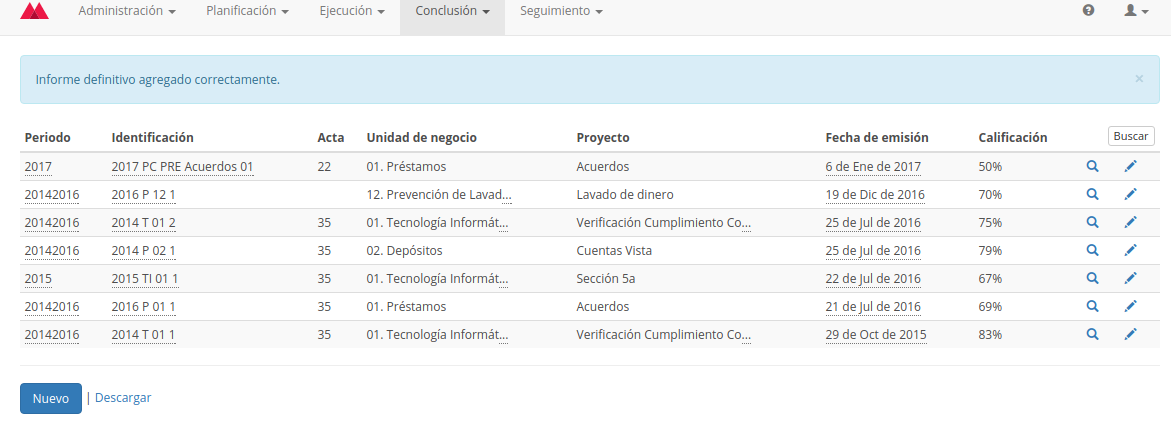 Administración Planificación Ejecución Conclusión Seguimiento
Informe definitivo agregado correctamente. ×
Periodo Identificación Acta Unidad de negocio Proyecto Fecha de emisión Calificación Buscar
2017 2017 PC PRE Acuerdos 01 22 01. Préstamos Acuerdos 6 de Ene de 2017 50%
20142016 2016 P 12 1 12. Prevención de Lavad... Lavado de dinero 19 de Dic de 2016 70%
20142016 2014 T 01 2 35 01. Tecnología Informát... Verificación Cumplimiento Co... 25 de Jul de 2016 75%
20142016 2014 P 02 1 35 02. Depósitos Cuentas Vista 25 de Jul de 2016 79%
2015 2015 TI 01 1 35 01. Tecnología Informát... Sección 5a 22 de Jul de 2016 67%
20142016 2016 P 01 1 35 01. Préstamos Acuerdos 21 de Jul de 2016 69%
20142016 2014 T 01 1 35 01. Tecnología Informát... Verificación Cumplimiento Co... 29 de Oct de 2015 83%
Nuevo | Descargar